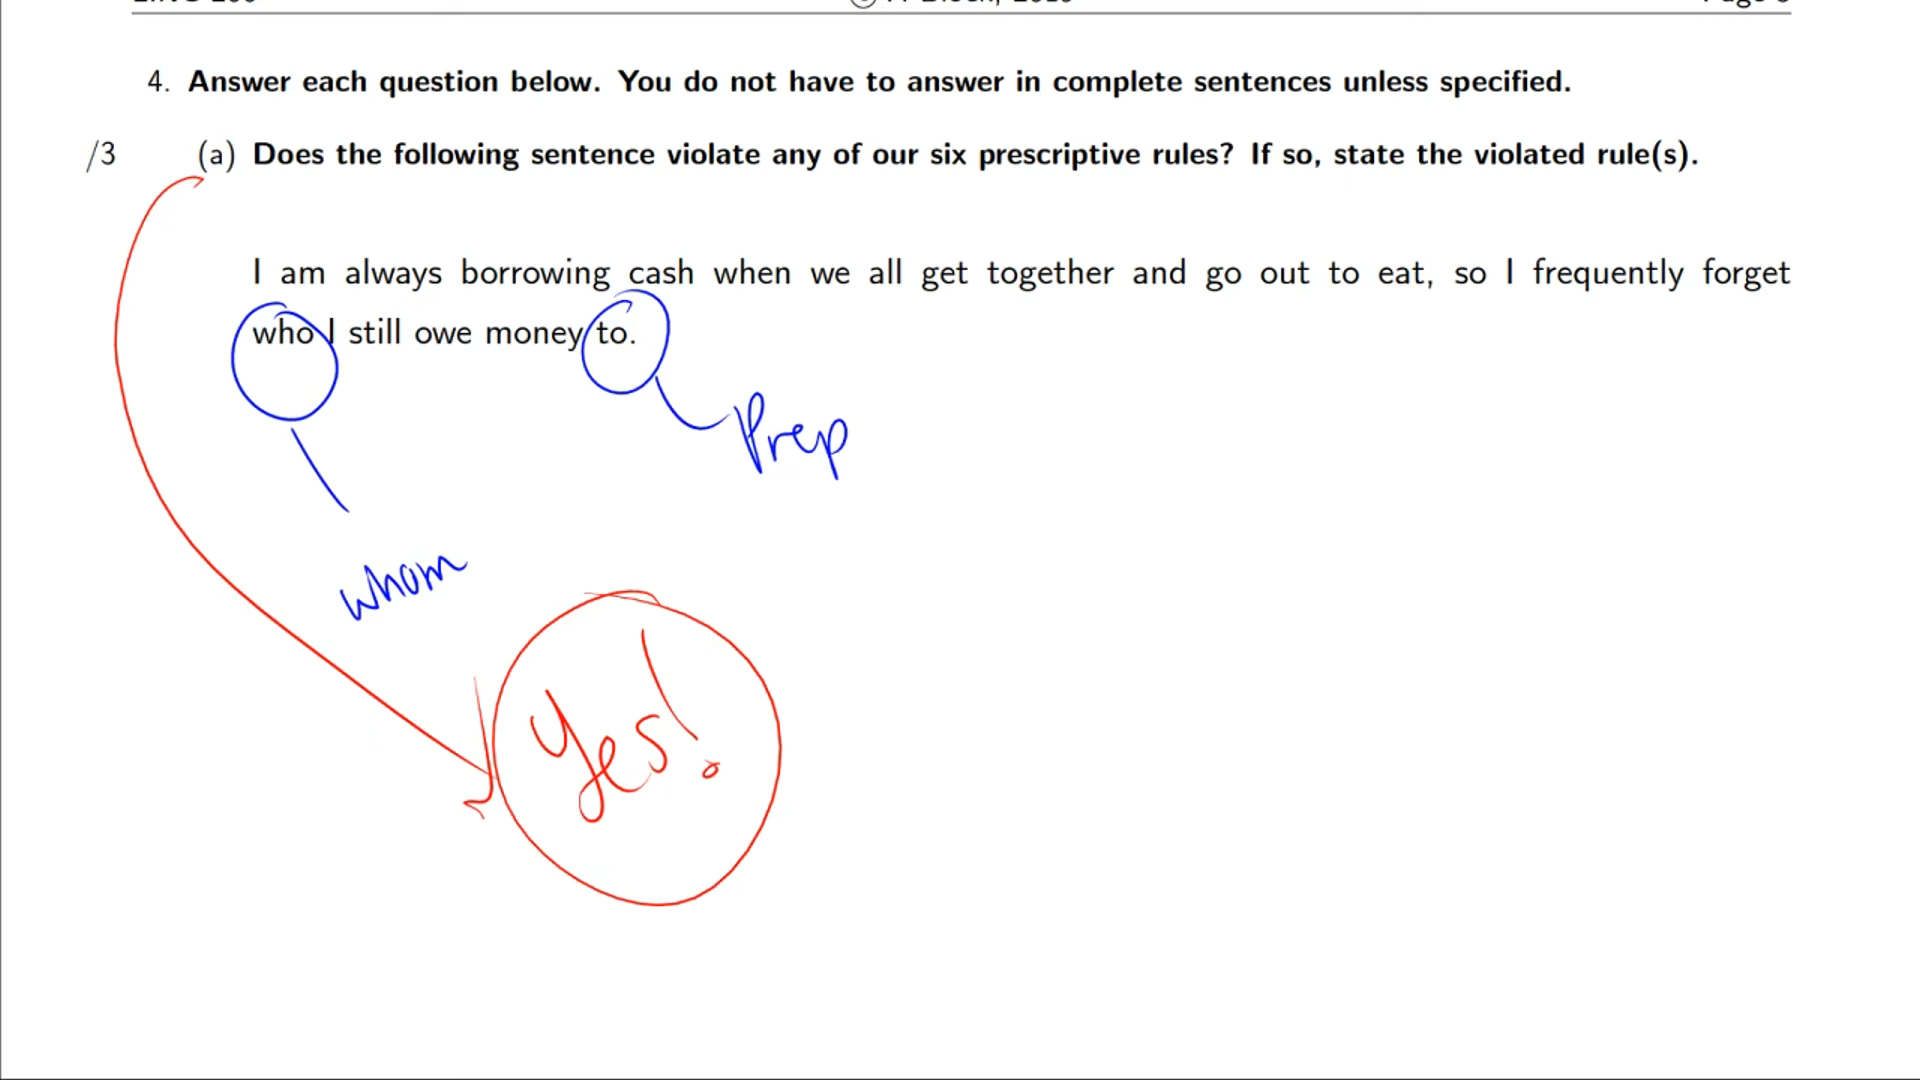 4. Answer each question below. You do not have to answer in complete sentences unless specified.
/3 (a) Does the following sentence violate any of our six prescriptive rules? If so, state the violated rule(s).
I am always borrowing cash when we all get together and go out to eat, so I frequently forget
who I still owe money to.
Prep
whom
Yes!